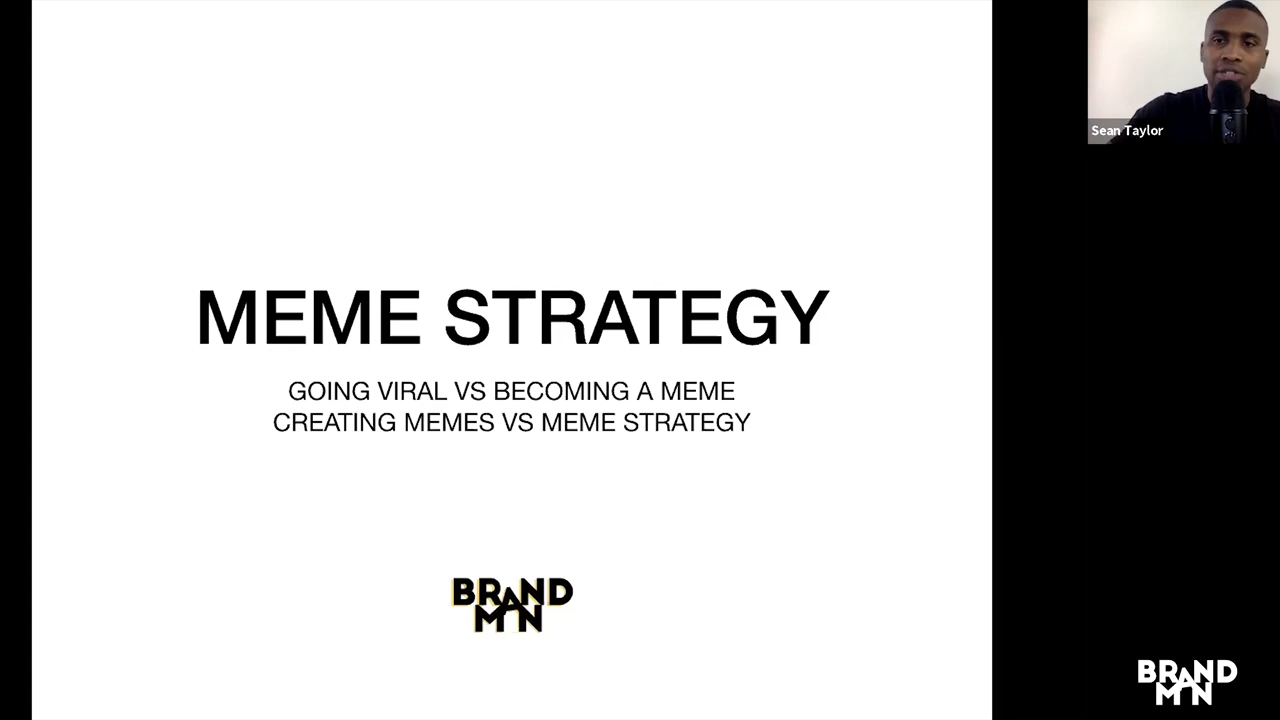 MEME STRATEGY
GOING VIRAL VS BECOMING A MEME
CREATING MEMES VS MEME STRATEGY
BRAND
MAN
Sean Taylor
BRAND
MAN